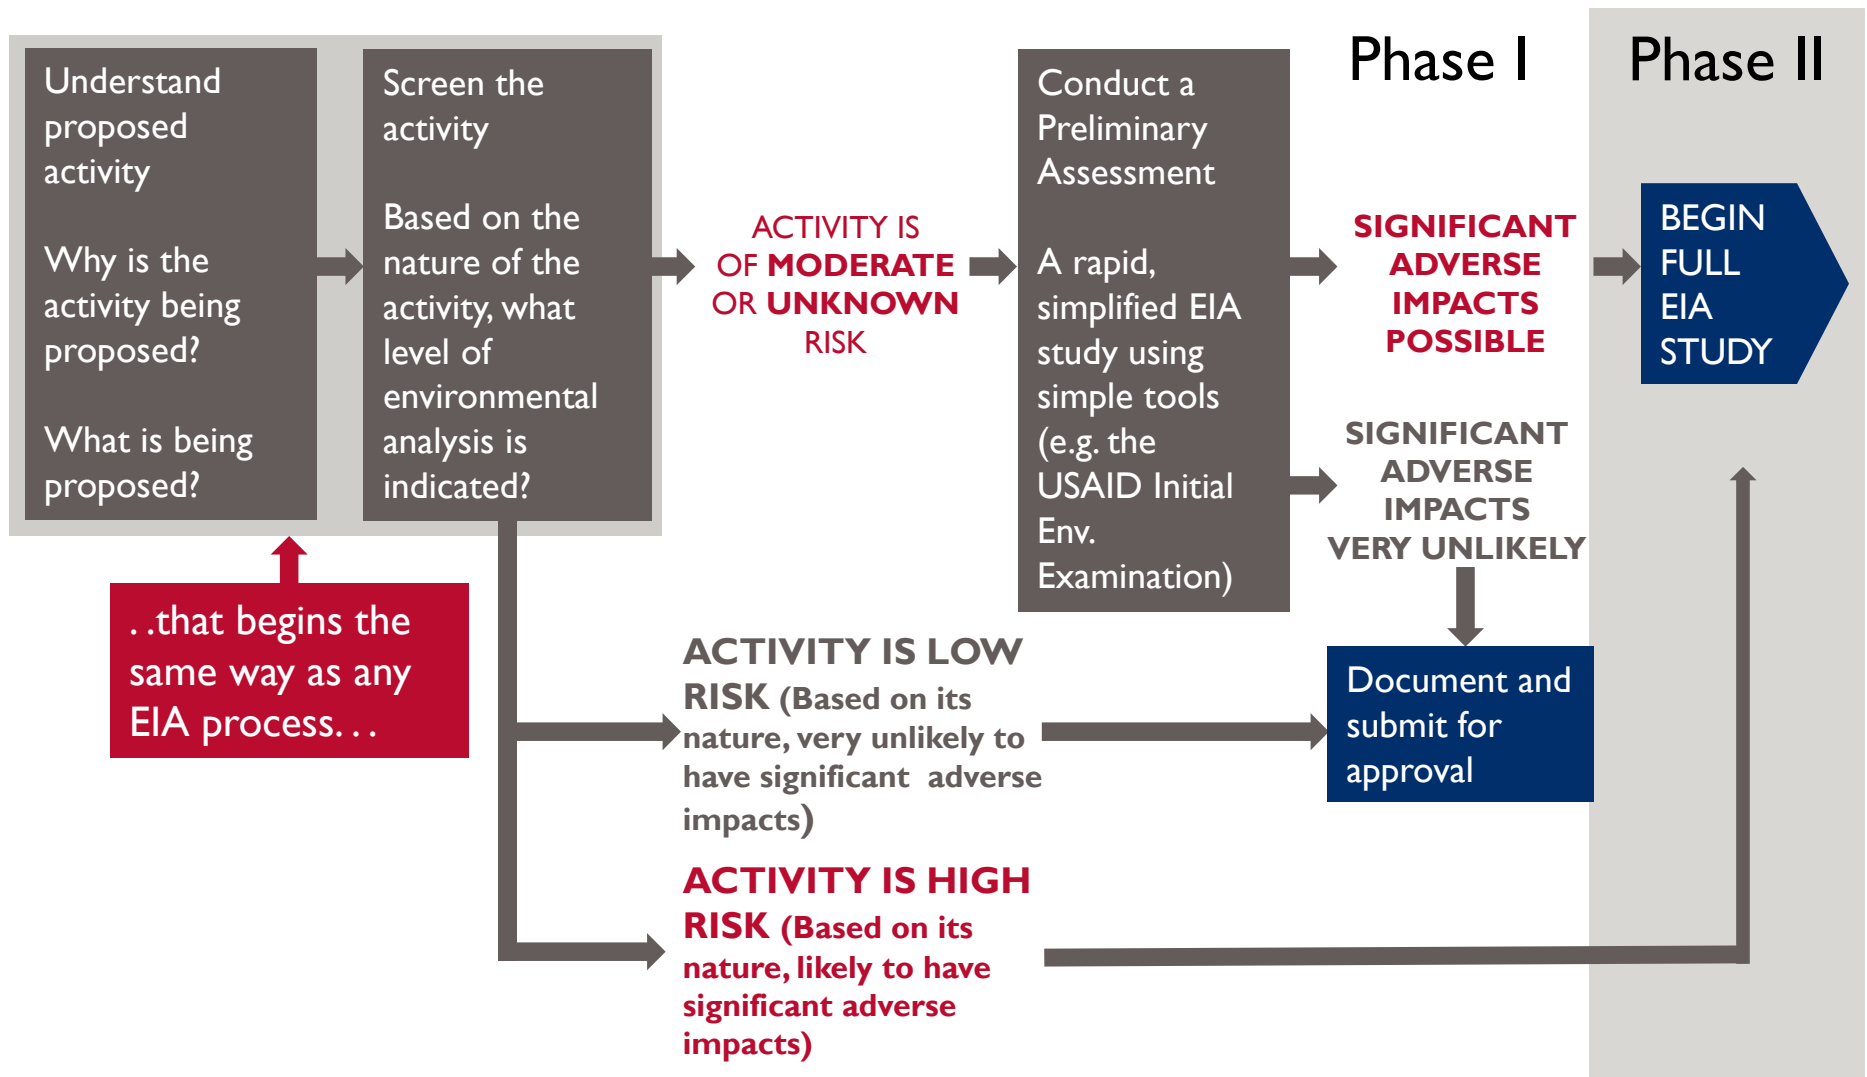 Understand
proposed
activity
Why is the
activity being
proposed?
What is being
proposed?
Screen the
activity
Based on the
nature of the
activity, what
level of
environmental
analysis is
indicated?
ACTIVITY IS
OF MODERATE
OR UNKNOWN
RISK
Conduct a
Preliminary
Assessment
A rapid,
simplified EIA
study using
simple tools
(e.g. the
USAID Initial
Env.
Examination)
Phase I
SIGNIFICANT
ADVERSE
IMPACTS
POSSIBLE
SIGNIFICANT
ADVERSE
IMPACTS
VERY UNLIKELY
Phase II
BEGIN
FULL
EIA
STUDY
. .that begins the
same way as any
EIA process. . .
ACTIVITY IS LOW
RISK (Based on its
nature, very unlikely to
have significant adverse
impacts)
Document and
submit for
approval
ACTIVITY IS HIGH
RISK (Based on its
nature, likely to have
significant adverse
impacts)